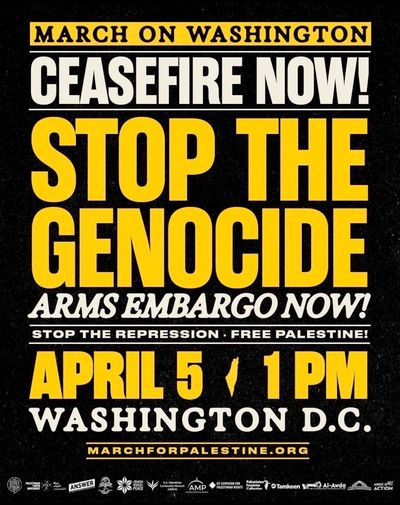 MARCH ON WASHINGTON
CEASEFIRE NOW!
STOP THE
GENOCIDE
ARMS EMBARGO NOW!
STOP THE REPRESSION · FREE PALESTINE!
APRIL 5 1 PM
WASHINGTON D.C.
MARCHFORPALESTINE.ORG
ANSWER AMP Tamkeen Al-Awda ACTION